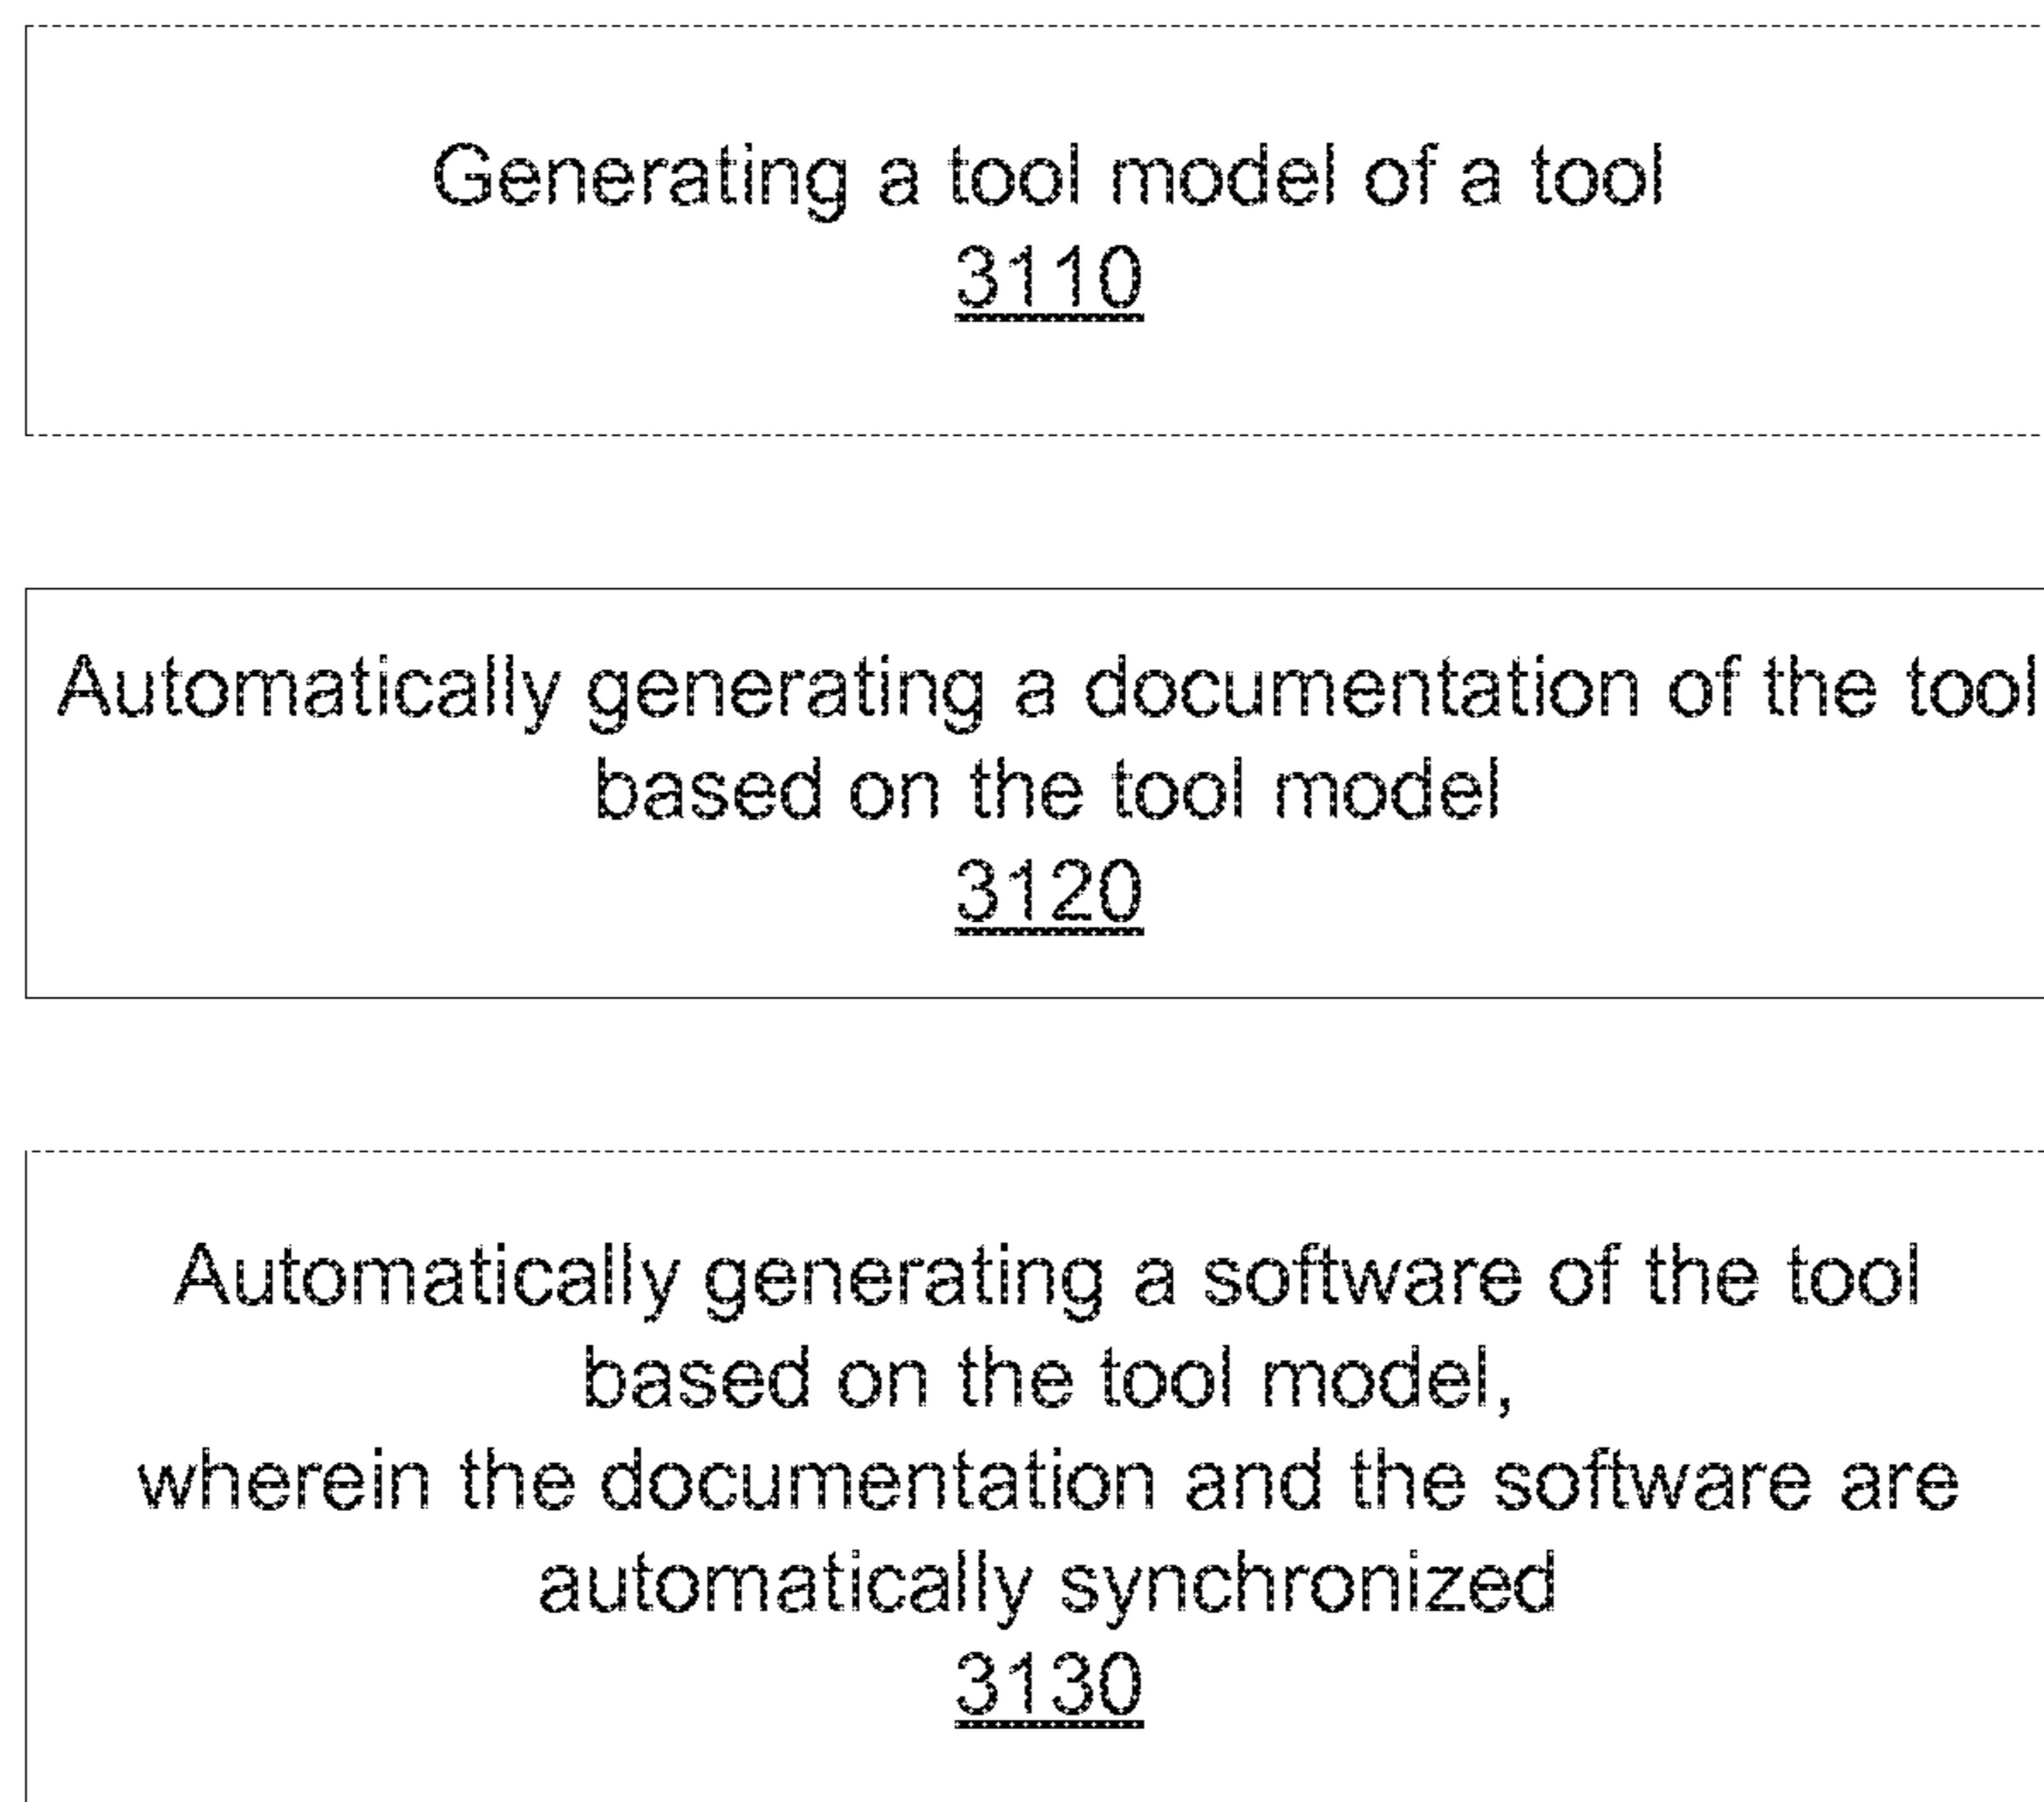 Generating a tool model of a tool
3110
Automatically generating a documentation of the tool
based on the tool model
3120
Automatically generating a software of the tool
based on the tool model,
wherein the documentation and the software are
automatically synchronized
3130